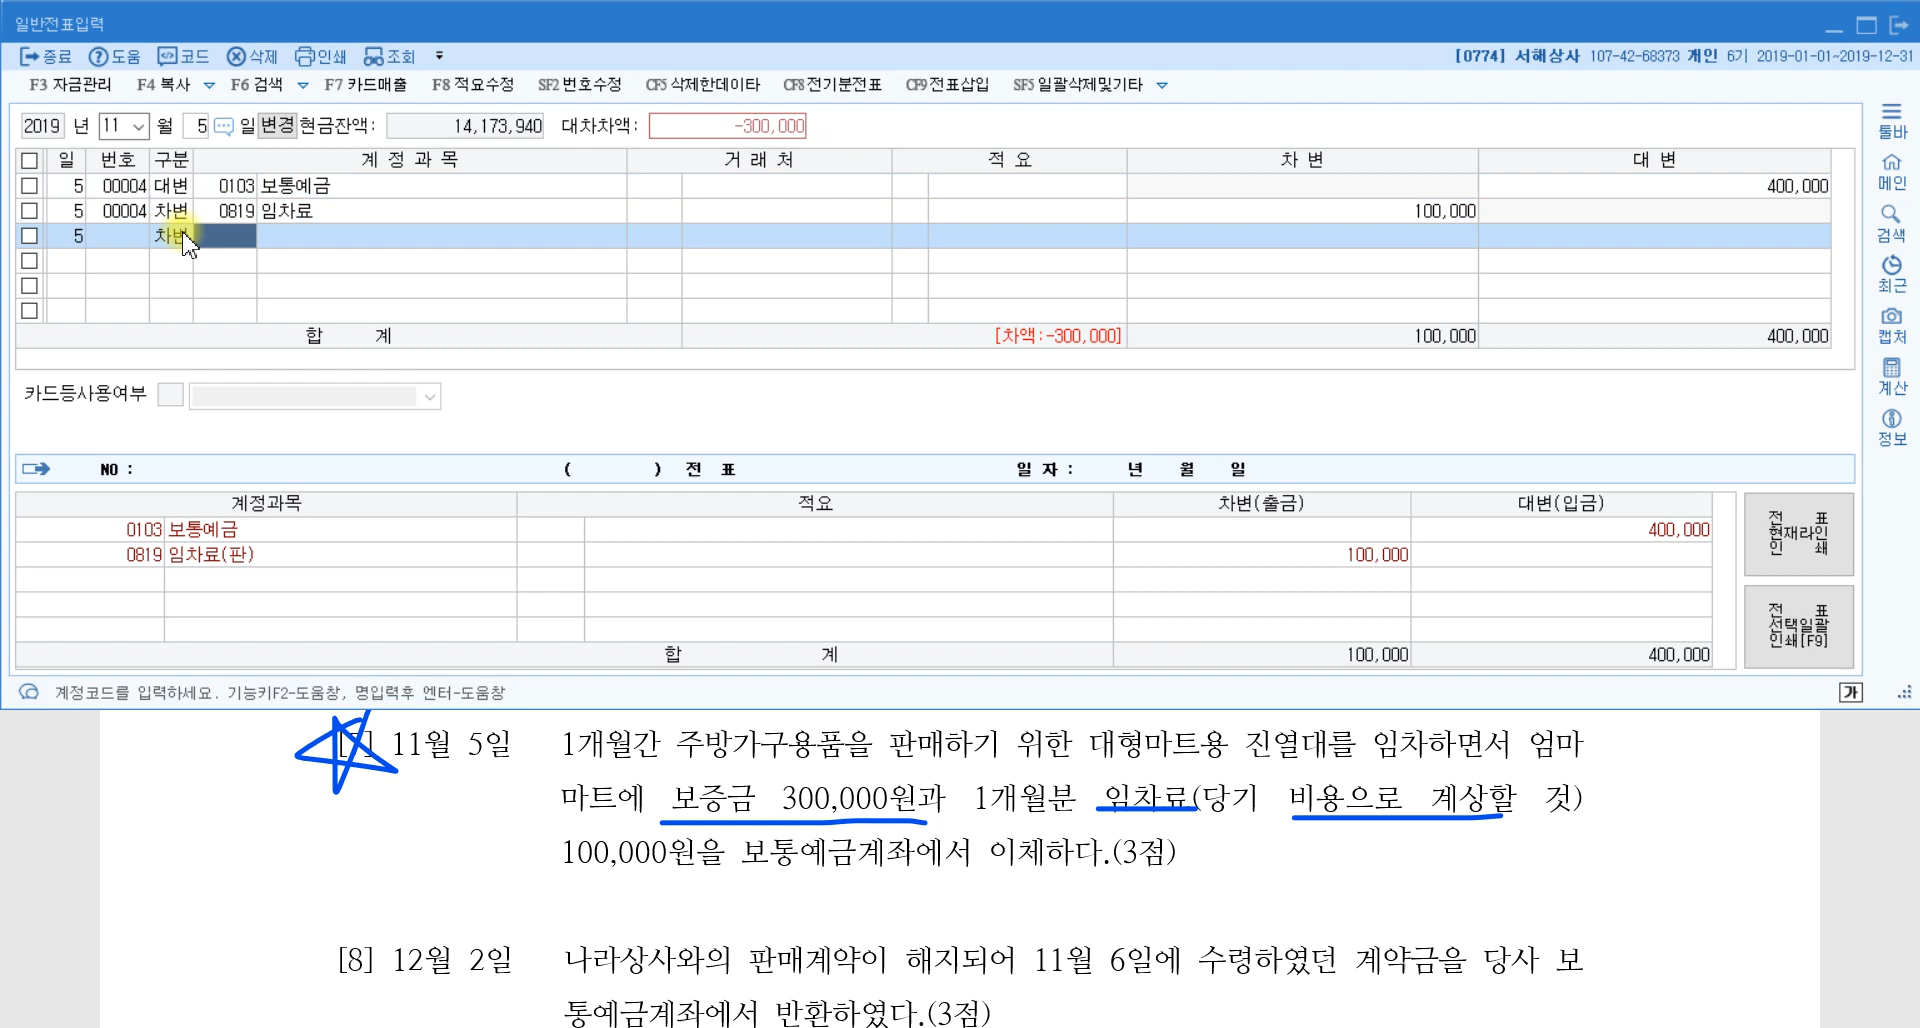 일반전표입력
종료 도움 코드 삭제 인쇄 조회 [0774] 서해상사 107-42-68373 개인 6기 2019-01-01~2019-12-31
F3 자금관리 F4 복사 F6 검색 F7 카드매출 F8 적요수정 SF2 번호수정 CF5 삭제한데이타 CF8 전기분전표 CF9 전표삽입 SF5 일괄삭제및기타
2019 년 11 월 5 일 변경 현금잔액: 14,173,940 대차차액: -300,000
일 번호 구분 계정과목 거래처 적요 차변 대변
5 00004 대변 0103 보통예금 400,000
5 00004 차변 0819 임차료 100,000
5 차변
합 계 [차액:-300,000] 100,000 400,000
카드등사용여부
NO : ( ) 전 표 일 자 : 년 월 일
계정과목 적요 차변(출금) 대변(입금)
0103 보통예금 400,000
0819 임차료(판) 100,000
합 계 100,000 400,000
전 표
현재라인
인 쇄
전 표
선택일괄
인쇄[F9]
계정코드를 입력하세요. 기능키F2-도움창, 명입력후 엔터-도움창 가
툴바
메인
검색
최근
캡처
계산
정보
11월 5일 1개월간 주방가구용품을 판매하기 위한 대형마트용 진열대를 임차하면서 엄마
마트에 보증금 300,000원과 1개월분 임차료(당기 비용으로 계상할 것)
100,000원을 보통예금계좌에서 이체하다.(3점)
[8] 12월 2일 나라상사와의 판매계약이 해지되어 11월 6일에 수령하였던 계약금을 당사 보
통예금계좌에서 반환하였다.(3점)